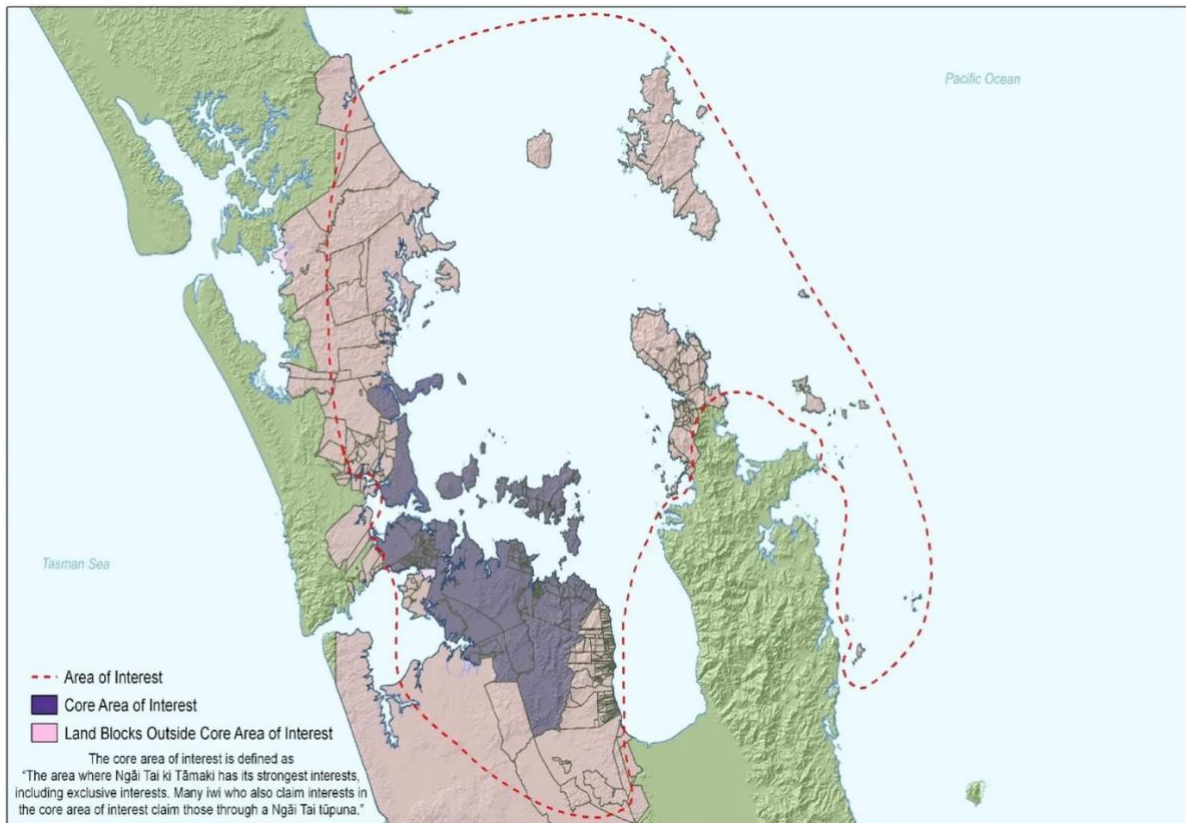 Pacific Ocean
Tasman Sea
Area of Interest
Core Area of Interest
Land Blocks Outside Core Area of Interest
The core area of interest is defined as
“The area where Ngāi Tai ki Tāmaki has its strongest interests,
including exclusive interests. Many iwi who also claim interests in
the core area of interest claim those through a Ngāi Tai tūpuna.”